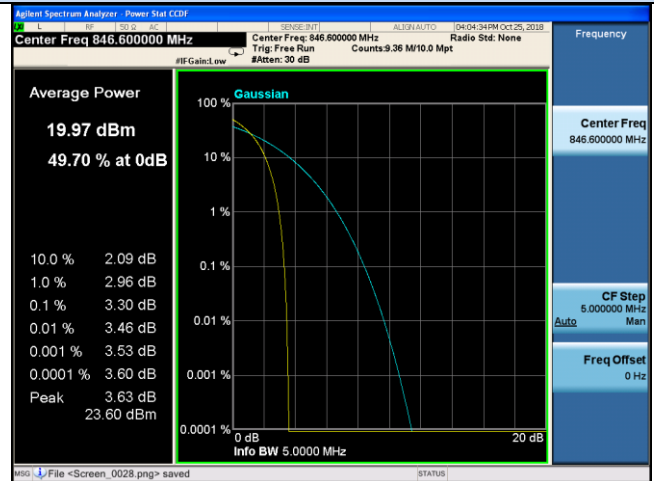 Agilent Spectrum Analyzer - Power Stat CCDF
L RF 50 Ω AC SENSE:INT ALIGN AUTO 04:04:34PM Oct 25, 2018
Center Freq 846.600000 MHz
Center Freq: 846.600000 MHz Radio Std: None
Trig: Free Run Counts:9.36 M/10.0 Mpt
#IFGain:Low #Atten: 30 dB
Frequency
Average Power
19.97 dBm
49.70 % at 0dB
10.0 % 2.09 dB
1.0 % 2.96 dB
0.1 % 3.30 dB
0.01 % 3.46 dB
0.001 % 3.53 dB
0.0001 % 3.60 dB
Peak 3.63 dB
23.60 dBm
Gaussian
100 %
10 %
1 %
0.1 %
0.01 %
0.001 %
0.0001 %
0 dB 20 dB
Info BW 5.0000 MHz
Center Freq
846.600000 MHz
CF Step
5.000000 MHz
Auto Man
Freq Offset
0 Hz
MSG File <Screen_0028.png> saved STATUS